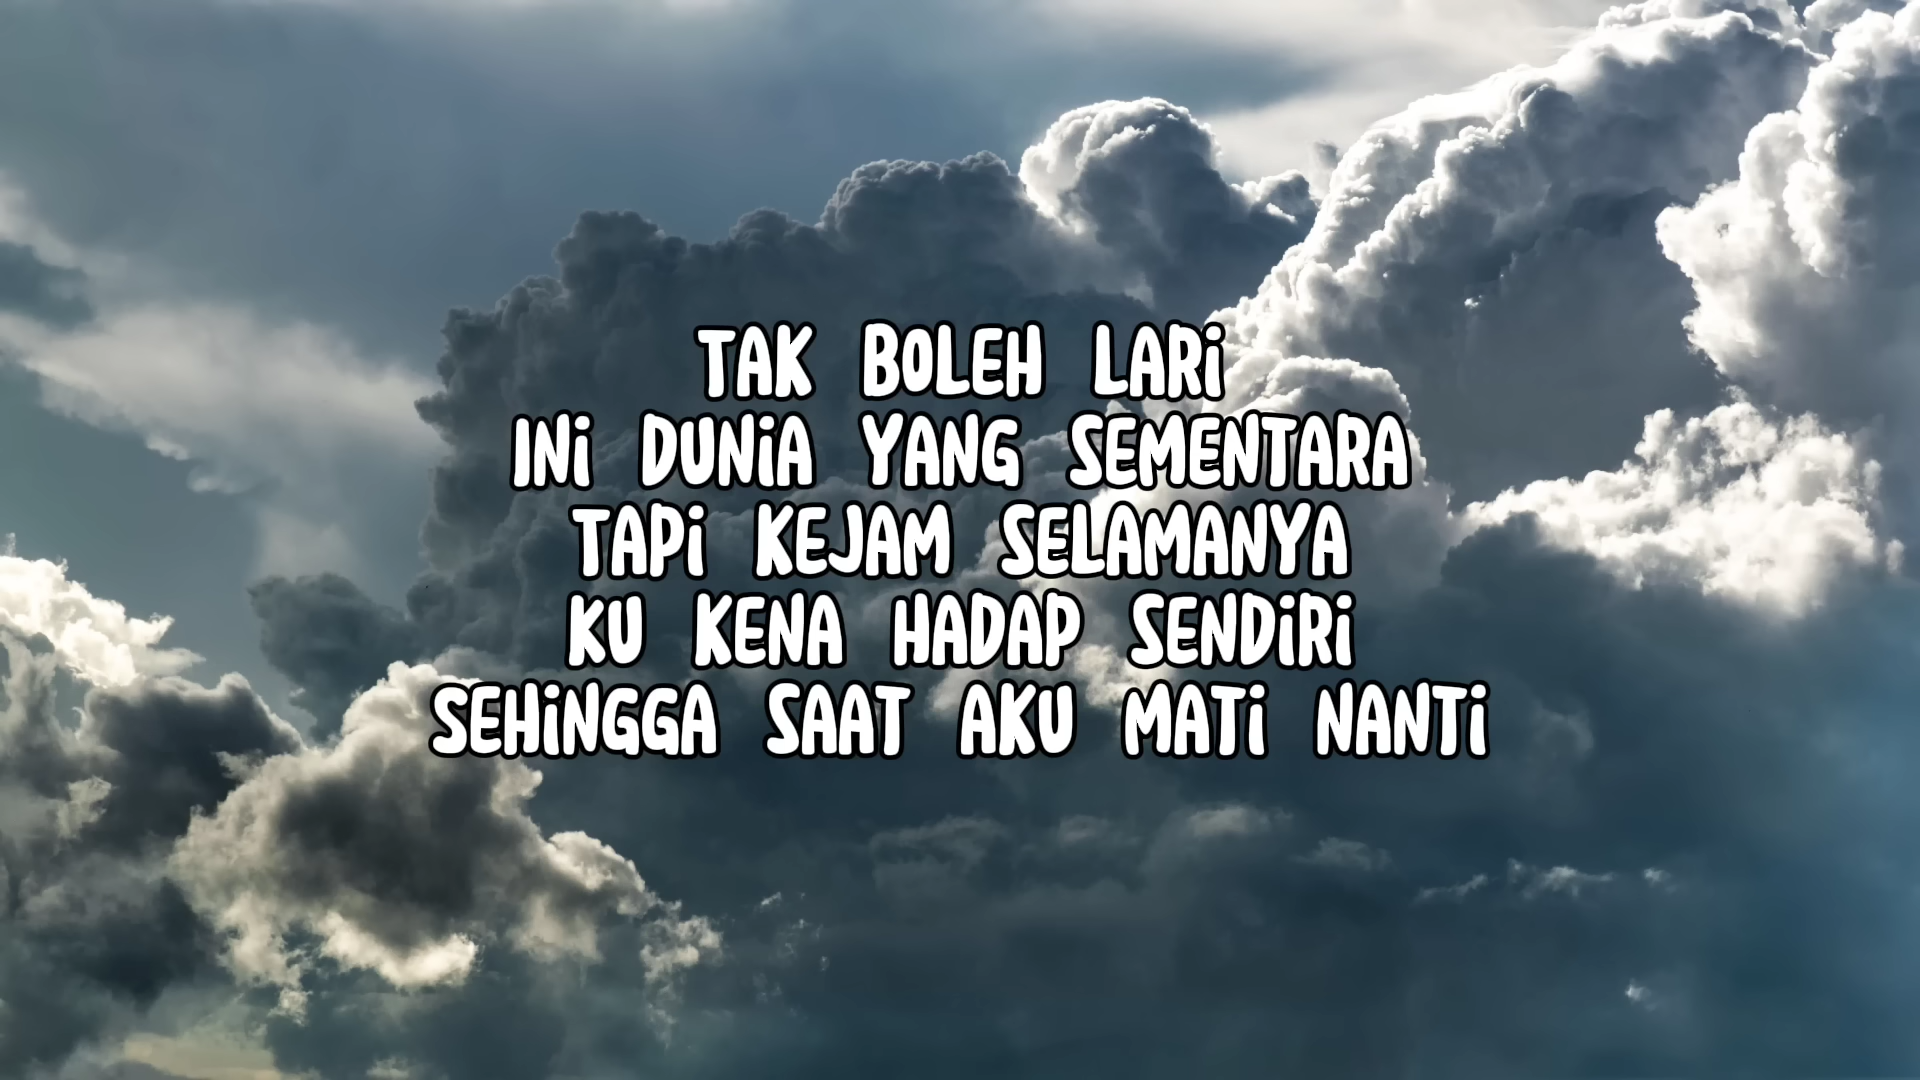 TAK BOLEH LARI
INI DUNIA YANG SEMENTARA
TAPI KEJAM SELAMANYA
KU KENA HADAP SENDIRI
SEHINGGA SAAT AKU MATI NANTI